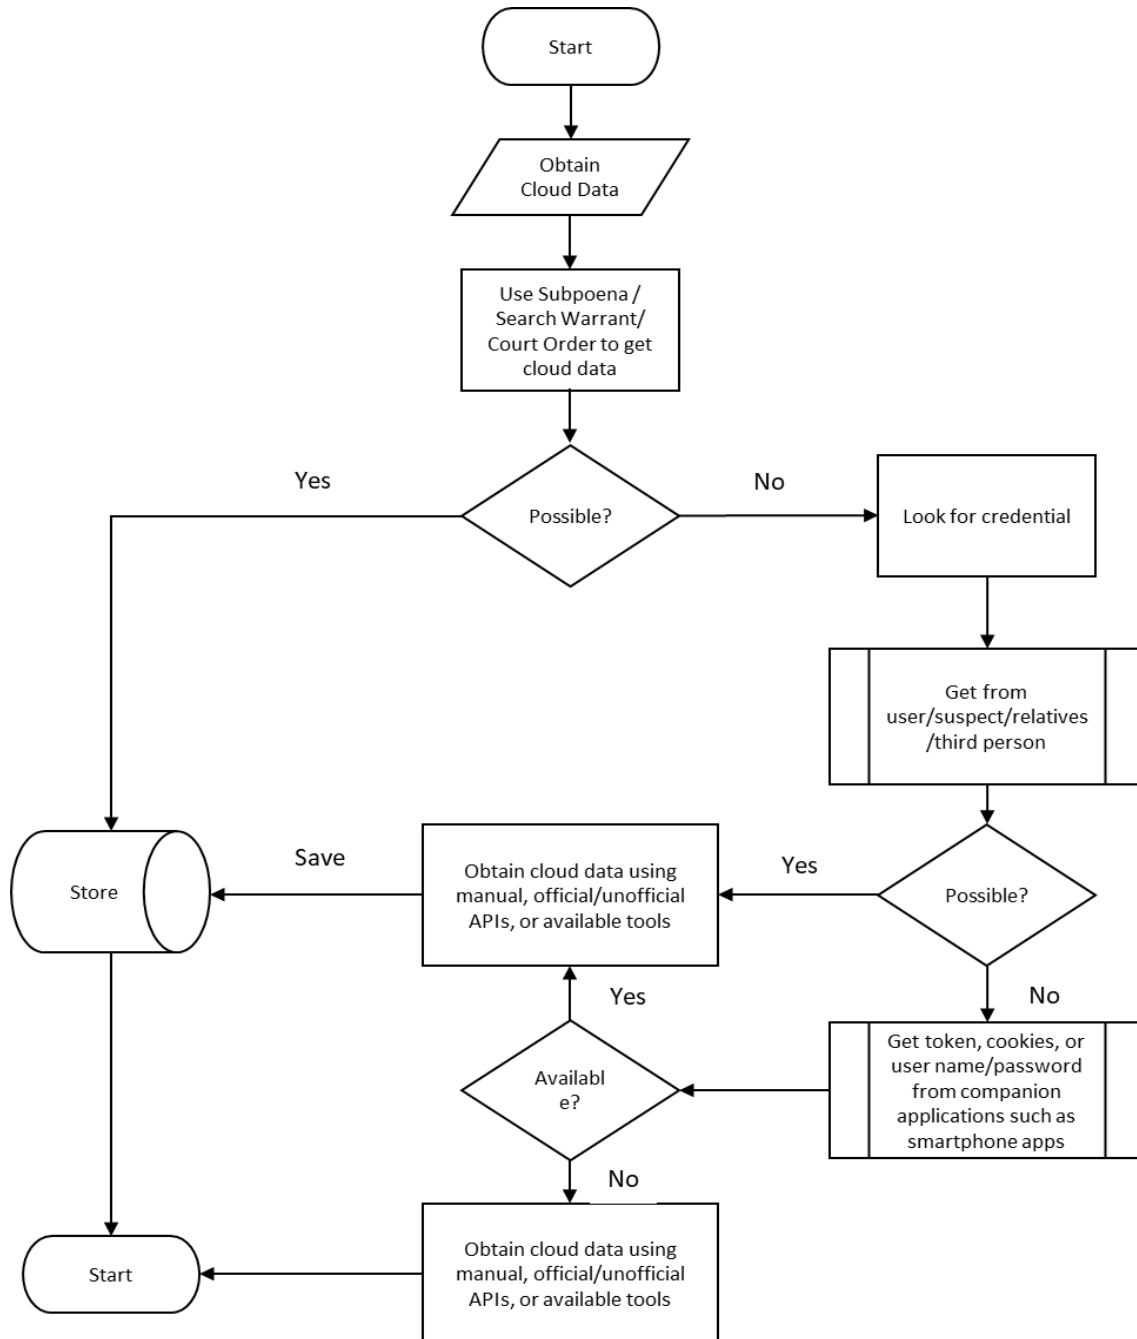 Start
Obtain
Cloud Data
Use Subpoena /
Search Warrant/
Court Order to get
cloud data
Yes
Possible?
No
Look for credential
Get from
user/suspect/relatives
/third person
Store
Save
Obtain cloud data using
manual, official/unofficial
APIs, or available tools
Yes
Possible?
Yes
No
Availabl
e?
Get token, cookies, or
user name/password
from companion
applications such as
smartphone apps
No
Start
Obtain cloud data using
manual, official/unofficial
APIs, or available tools